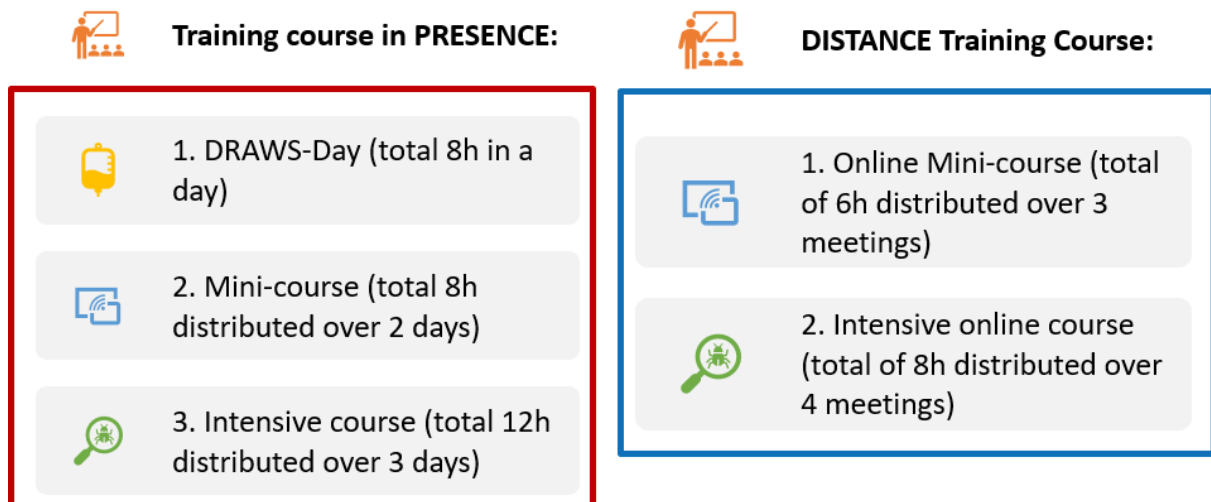 Training course in PRESENCE:
1. DRAWS-Day (total 8h in a
day)
2. Mini-course (total 8h
distributed over 2 days)
3. Intensive course (total 12h
distributed over 3 days)
DISTANCE Training Course:
1. Online Mini-course (total
of 6h distributed over 3
meetings)
2. Intensive online course
(total of 8h distributed over
4 meetings)